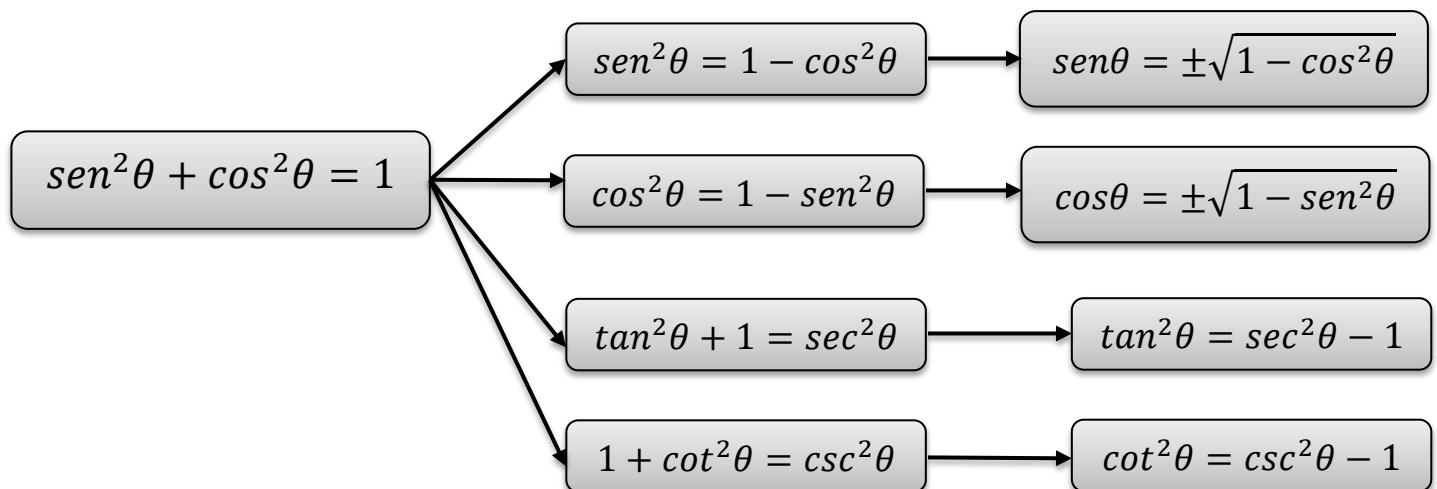 sen²θ + cos²θ = 1
sen²θ = 1 − cos²θ
senθ = ±√1 − cos²θ
cos²θ = 1 − sen²θ
cosθ = ±√1 − sen²θ
tan²θ + 1 = sec²θ
tan²θ = sec²θ − 1
1 + cot²θ = csc²θ
cot²θ = csc²θ − 1